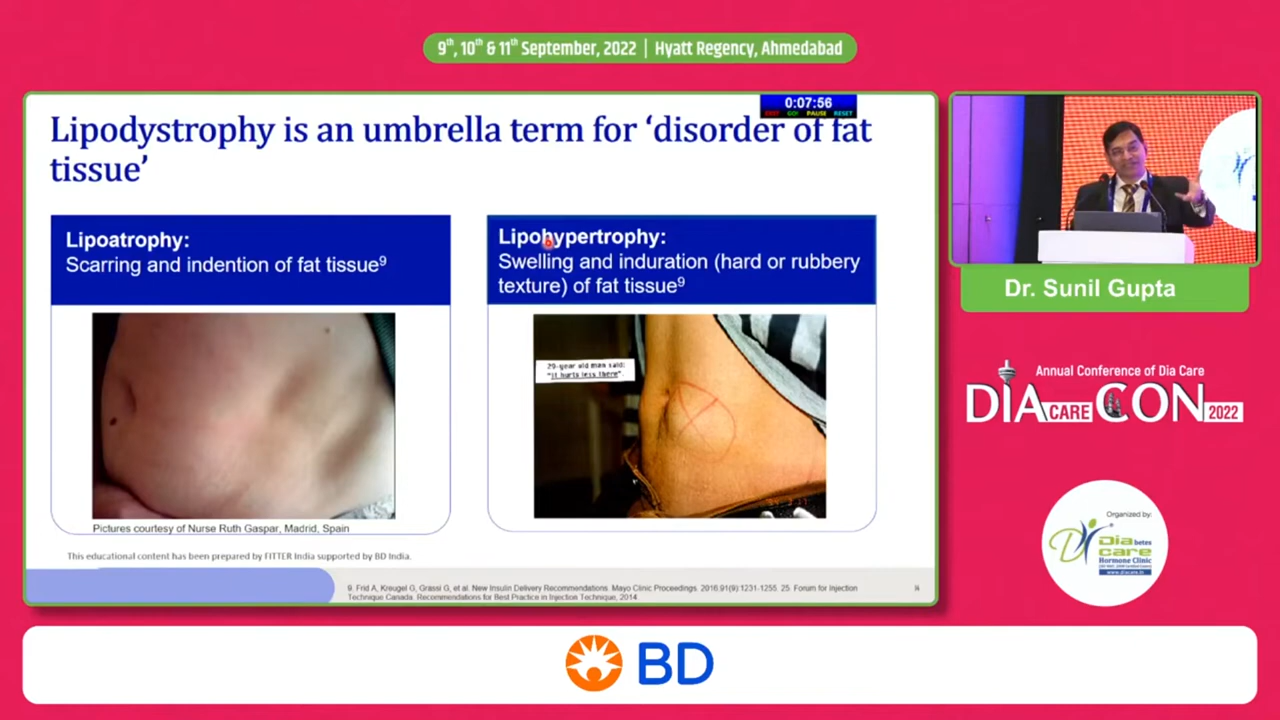 9th, 10th & 11th September, 2022 | Hyatt Regency, Ahmedabad
0:07:56
EXIT GO! PAUSE RESET
Lipodystrophy is an umbrella term for ‘disorder of fat
tissue’
Lipoatrophy:
Scarring and indention of fat tissue9
Pictures courtesy of Nurse Ruth Gaspar, Madrid, Spain
Lipohypertrophy:
Swelling and induration (hard or rubbery
texture) of fat tissue9
29-year old man said:
"it hurts less there".
This educational content has been prepared by FITTER India supported by BD India.
9. Frid A, Kreugel G, Grassi G, et al. New Insulin Delivery Recommendations. Mayo Clinic Proceedings. 2016.91(9):1231-1255. 25. Forum for Injection
Technique Canada. Recommendations for Best Practice in Injection Technique, 2014
Dr. Sunil Gupta
Annual Conference of Dia Care
DIA CARE CON 2022
Organized by:
Diabetes
care
Hormone Clinic
www.diacare.in
BD